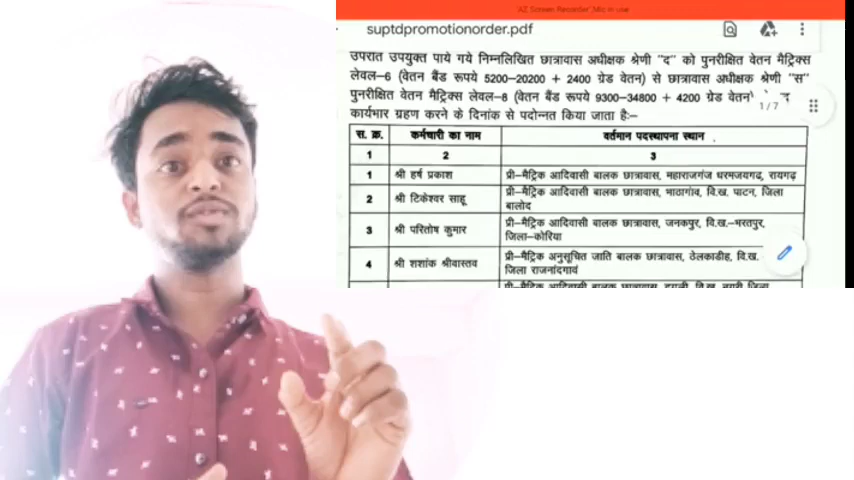 'AZ Screen Recorder',Mic in use
suptdpromotionorder.pdf
उपरांत उपयुक्त पाये गये निम्नलिखित छात्रावास अधीक्षक श्रेणी "द" को पुनरीक्षित वेतन मैट्रिक्स
लेवल–6 (वेतन बैंड रूपये 5200–20200 + 2400 ग्रेड वेतन) से छात्रावास अधीक्षक श्रेणी "स"
पुनरीक्षित वेतन मैट्रिक्स लेवल–8 (वेतन बैंड रूपये 9300–34800 + 4200 ग्रेड वेतन)
1/7
कार्यभार ग्रहण करने के दिनांक से पदोन्नत किया जाता है:–
स. क्र. कर्मचारी का नाम वर्तमान पदस्थापना स्थान
1 2 3
1 श्री हर्ष प्रकाश प्री–मैट्रिक आदिवासी बालक छात्रावास, महाराजगंज धरमजयगढ़, रायगढ़
2 श्री टिकेश्वर साहू प्री–मैट्रिक आदिवासी बालक छात्रावास, भाठागांव, वि.ख. पाटन, जिला
बालोद
3 श्री परितोष कुमार प्री–मैट्रिक आदिवासी बालक छात्रावास, जनकपुर, वि.ख.–भरतपुर,
जिला–कोरिया
4 श्री शशांक श्रीवास्तव प्री–मैट्रिक अनुसूचित जाति बालक छात्रावास, ठेलकाडीह, वि.ख.
जिला राजनांदगावं